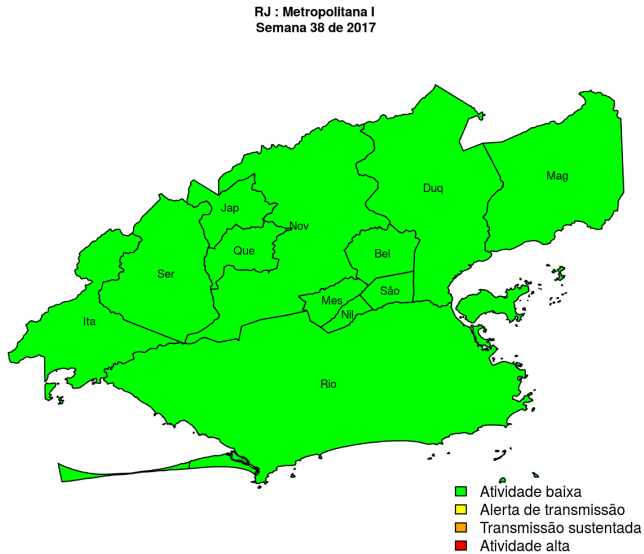 RJ : Metropolitana I
Semana 38 de 2017
Mag
Duq
Jap
Nov
Que
Bel
Ser
São
Mes
Nil
Ita
Rio
Atividade baixa
Alerta de transmissão
Transmissão sustentada
Atividade alta